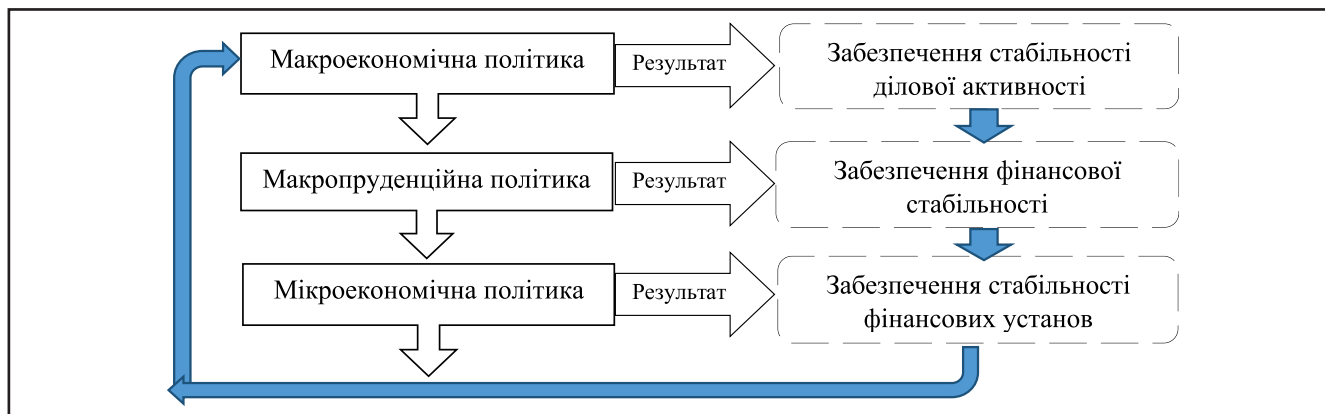 Макроекономічна політика
Результат
Забезпечення стабільності
ділової активності
Макропруденційна політика
Результат
Забезпечення фінансової
стабільності
Мікроекономічна політика
Результат
Забезпечення стабільності
фінансових установ